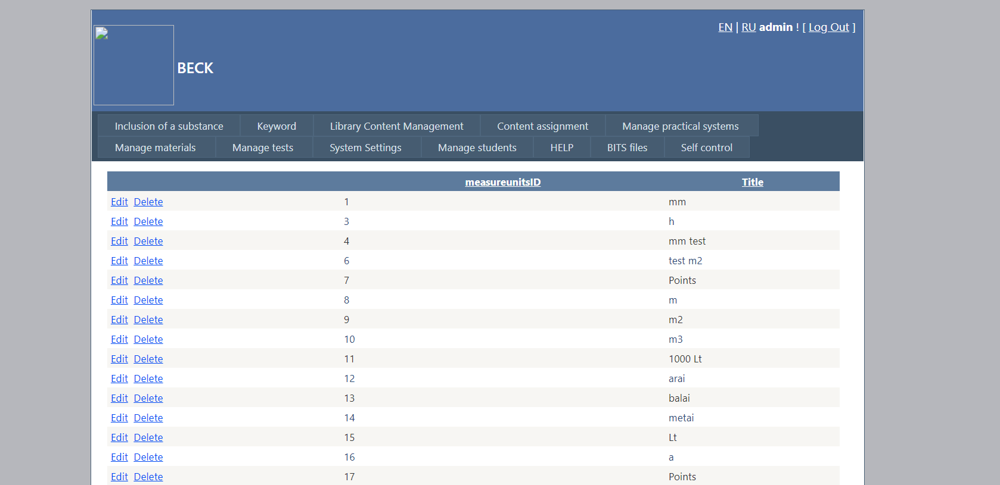 EN | RU admin ! [ Log Out ]
BECK
Inclusion of a substance Keyword Library Content Management Content assignment Manage practical systems
Manage materials Manage tests System Settings Manage students HELP BITS files Self control
measureunitsID Title
Edit Delete 1 mm
Edit Delete 3 h
Edit Delete 4 mm test
Edit Delete 6 test m2
Edit Delete 7 Points
Edit Delete 8 m
Edit Delete 9 m2
Edit Delete 10 m3
Edit Delete 11 1000 Lt
Edit Delete 12 arai
Edit Delete 13 balai
Edit Delete 14 metai
Edit Delete 15 Lt
Edit Delete 16 a
Edit Delete 17 Points